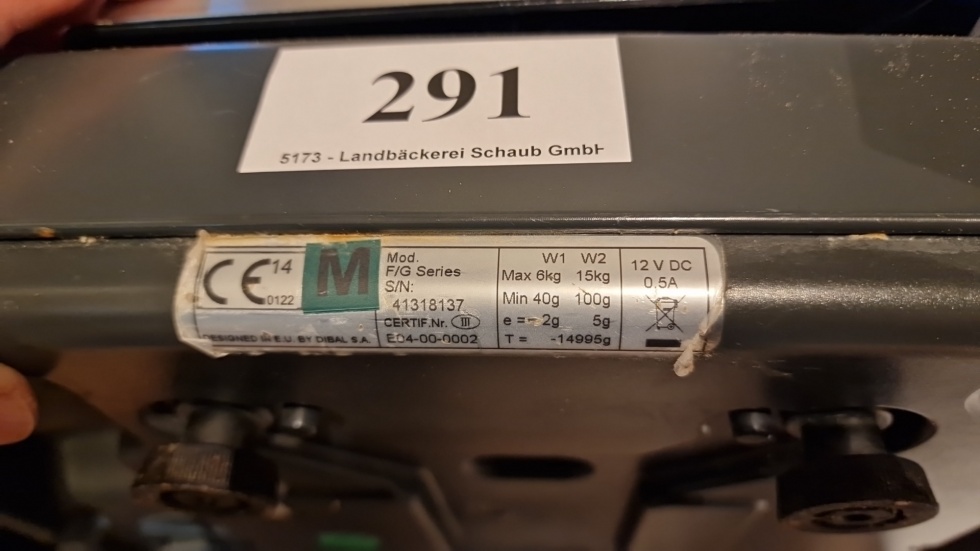 291
5173 - Landbäckerei Schaub GmbH
CE 14 0122 M
Mod.
F/G Series
S/N:
41318137
CERTIF.Nr. III
E04-00-0002
DESIGNED IN E.U. BY DIBAL S.A.
W1 W2
Max 6kg 15kg
Min 40g 100g
e = 2g 5g
T = -14995g
12 V DC
0,5A